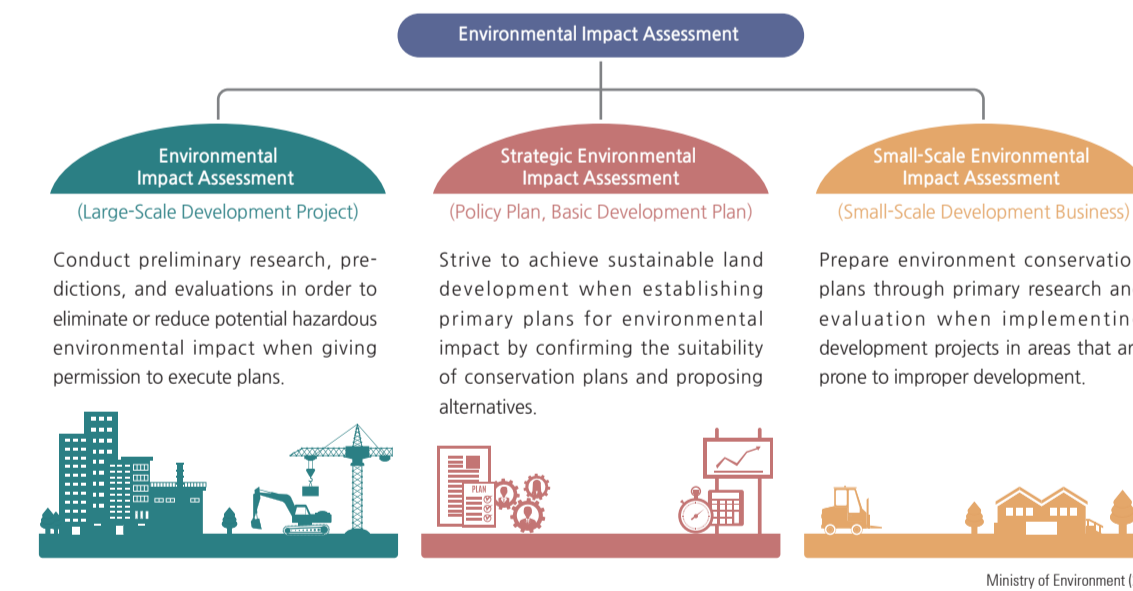 Environmental Impact Assessment
Environmental
Impact Assessment
(Large-Scale Development Project)
Conduct preliminary research, pre-
dictions, and evaluations in order to
eliminate or reduce potential hazardous
environmental impact when giving
permission to execute plans.
Strategic Environmental
Impact Assessment
(Policy Plan, Basic Development Plan)
Strive to achieve sustainable land
development when establishing
primary plans for environmental
impact by confirming the suitability
of conservation plans and proposing
alternatives.
PLAN
Small-Scale Environmental
Impact Assessment
(Small-Scale Development Business)
Prepare environment conservatio
plans through primary research an
evaluation when implementin
development projects in areas that ar
prone to improper development.
Ministry of Environment (